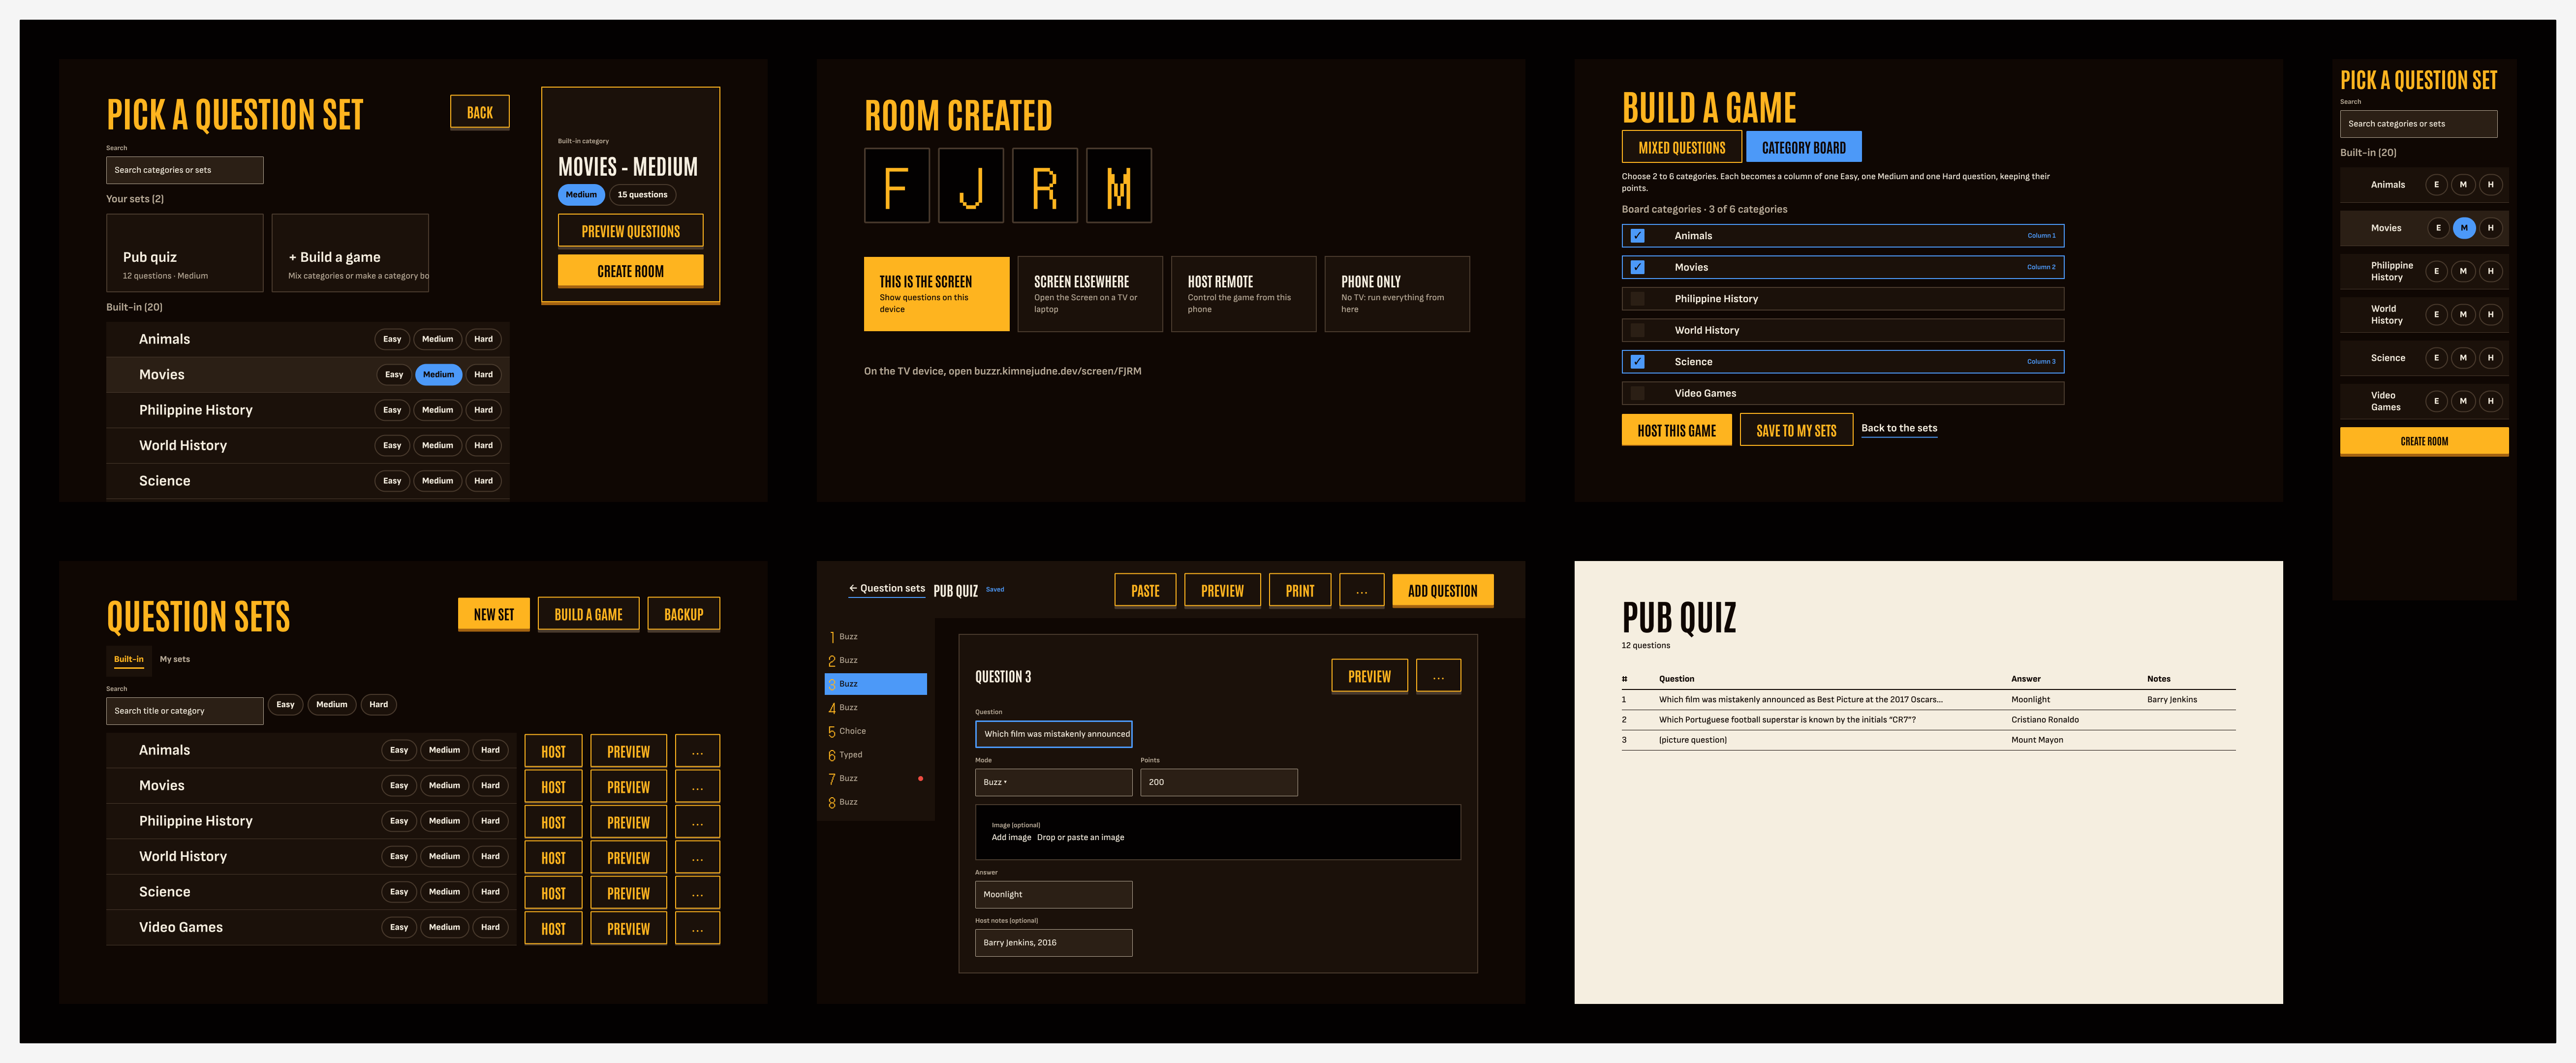 PICK A QUESTION SET
BACK
Search
Search categories or sets
Your sets (2)
Pub quiz
12 questions · Medium
+ Build a game
Mix categories or make a category bo
Built-in (20)
Animals Easy Medium Hard
Movies Easy Medium Hard
Philippine History Easy Medium Hard
World History Easy Medium Hard
Science Easy Medium Hard
Built-in category
MOVIES - MEDIUM
Medium 15 questions
PREVIEW QUESTIONS
CREATE ROOM
ROOM CREATED
F J R M
THIS IS THE SCREEN
Show questions on this
device
SCREEN ELSEWHERE
Open the Screen on a TV or
laptop
HOST REMOTE
Control the game from this
phone
PHONE ONLY
No TV: run everything from
here
On the TV device, open buzzr.kimnejudne.dev/screen/FJRM
BUILD A GAME
MIXED QUESTIONS CATEGORY BOARD
Choose 2 to 6 categories. Each becomes a column of one Easy, one Medium and one Hard question, keeping their
points.
Board categories · 3 of 6 categories
✓ Animals Column 1
✓ Movies Column 2
Philippine History
World History
✓ Science Column 3
Video Games
HOST THIS GAME SAVE TO MY SETS Back to the sets
PICK A QUESTION SET
Search
Search categories or sets
Built-in (20)
Animals E M H
Movies E M H
Philippine
History E M H
World
History E M H
Science E M H
Video
Games E M H
CREATE ROOM
QUESTION SETS
NEW SET BUILD A GAME BACKUP
Built-in My sets
Search
Search title or category Easy Medium Hard
Animals Easy Medium Hard HOST PREVIEW ...
Movies Easy Medium Hard HOST PREVIEW ...
Philippine History Easy Medium Hard HOST PREVIEW ...
World History Easy Medium Hard HOST PREVIEW ...
Science Easy Medium Hard HOST PREVIEW ...
Video Games Easy Medium Hard HOST PREVIEW ...
← Question sets PUB QUIZ Saved
PASTE PREVIEW PRINT ... ADD QUESTION
1 Buzz
2 Buzz
3 Buzz
4 Buzz
5 Choice
6 Typed
7 Buzz
8 Buzz
QUESTION 3
PREVIEW ...
Question
Which film was mistakenly announced
Mode Points
Buzz ▾ 200
Image (optional)
Add image Drop or paste an image
Answer
Moonlight
Host notes (optional)
Barry Jenkins, 2016
PUB QUIZ
12 questions
# Question Answer Notes
1 Which film was mistakenly announced as Best Picture at the 2017 Oscars... Moonlight Barry Jenkins
2 Which Portuguese football superstar is known by the initials “CR7”? Cristiano Ronaldo
3 (picture question) Mount Mayon